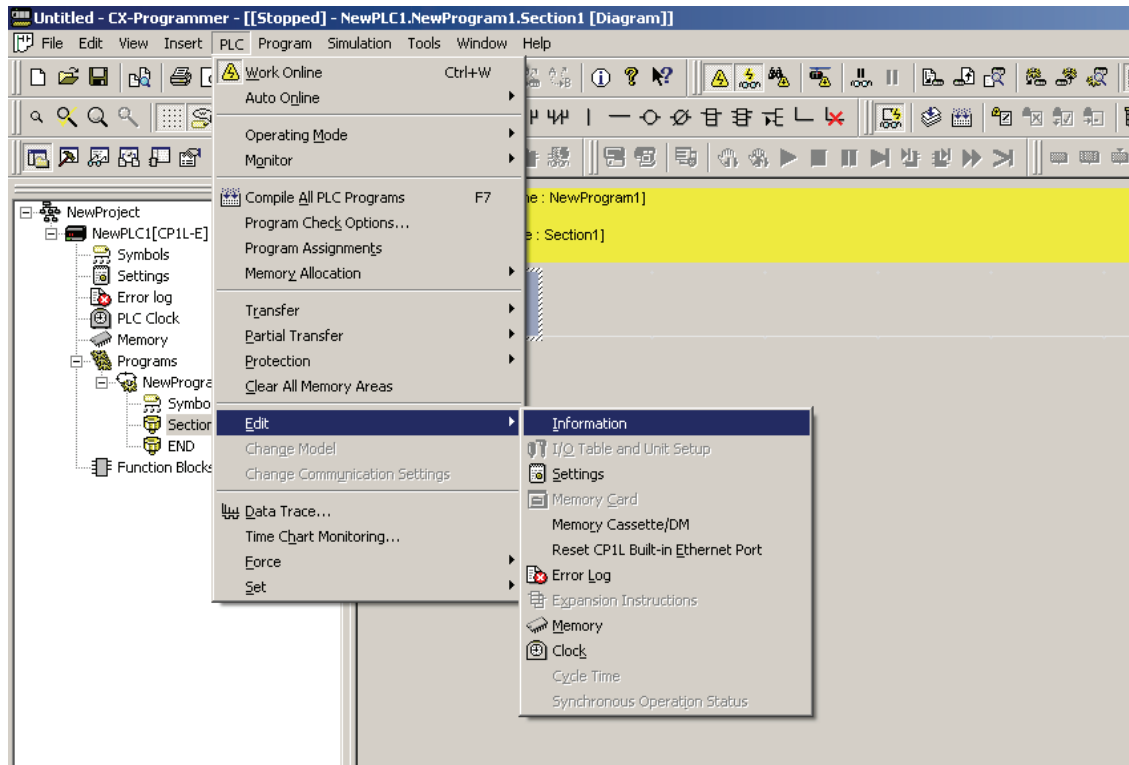 Untitled - CX-Programmer - [[Stopped] - NewPLC1.NewProgram1.Section1 [Diagram]]
File Edit View Insert PLC Program Simulation Tools Window Help
Work Online Ctrl+W
Auto Online
Operating Mode
Monitor
Compile All PLC Programs F7
Program Check Options...
Program Assignments
Memory Allocation
Transfer
Partial Transfer
Protection
Clear All Memory Areas
Edit
Change Model
Change Communication Settings
Data Trace...
Time Chart Monitoring...
Force
Set
Information
I/O Table and Unit Setup
Settings
Memory Card
Memory Cassette/DM
Reset CP1L Built-in Ethernet Port
Error Log
Expansion Instructions
Memory
Clock
Cycle Time
Synchronous Operation Status
NewProject
NewPLC1[CP1L-E]
Symbols
Settings
Error log
PLC Clock
Memory
Programs
NewProgra
Symbo
Section
END
Function Blocks
ne : NewProgram1]
e : Section1]